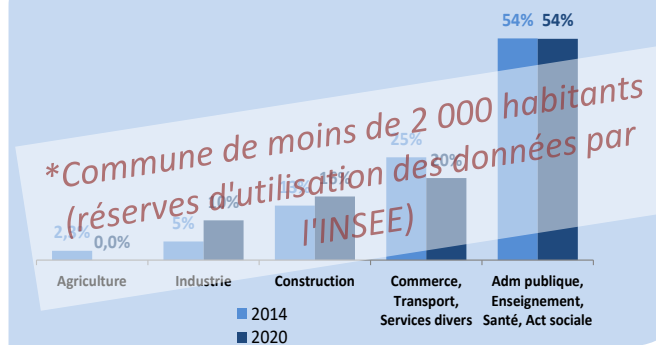 54% 54%
25%
20%
5%
2,3%
0,0%
*Commune de moins de 2 000 habitants
(réserves d'utilisation des données par
l'INSEE)
Agriculture
Industrie
Construction
Commerce,
Transport,
Services divers
Adm publique,
Enseignement,
Santé, Act sociale
2014
2020